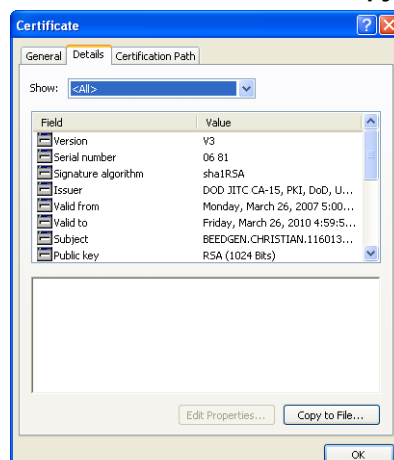 Certificate
General Details Certification Path
Show: <All>
Field Value
Version V3
Serial number 06 81
Signature algorithm sha1RSA
Issuer DOD JITC CA-15, PKI, DoD, U...
Valid from Monday, March 26, 2007 5:00...
Valid to Friday, March 26, 2010 4:59:5...
Subject BEEDGEN.CHRISTIAN.116013...
Public key RSA (1024 Bits)
Edit Properties... Copy to File...
OK